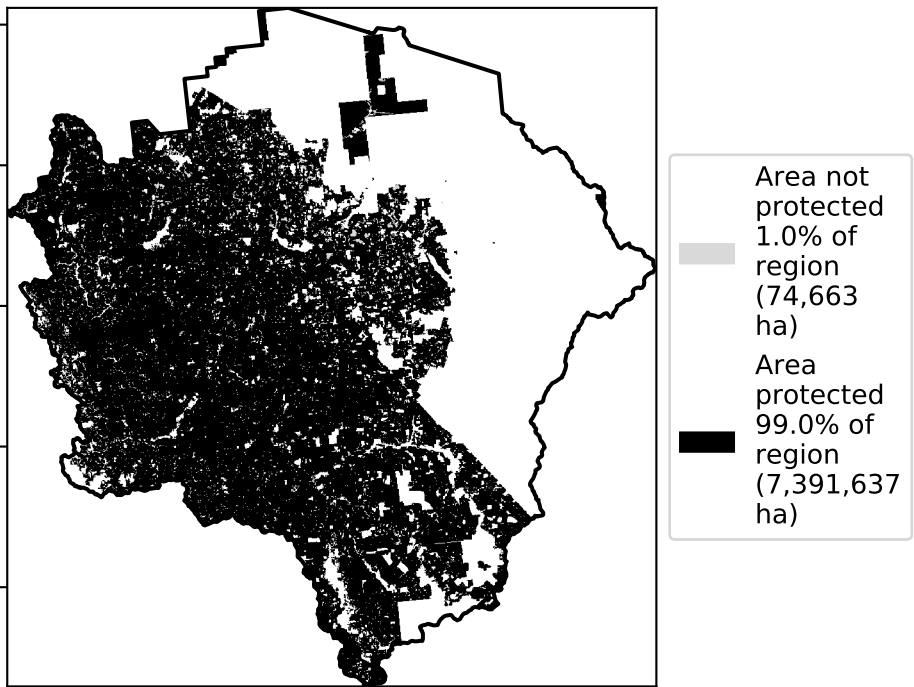 Area not
protected
1.0% of
region
(74,663
ha)
Area
protected
99.0% of
region
(7,391,637
ha)